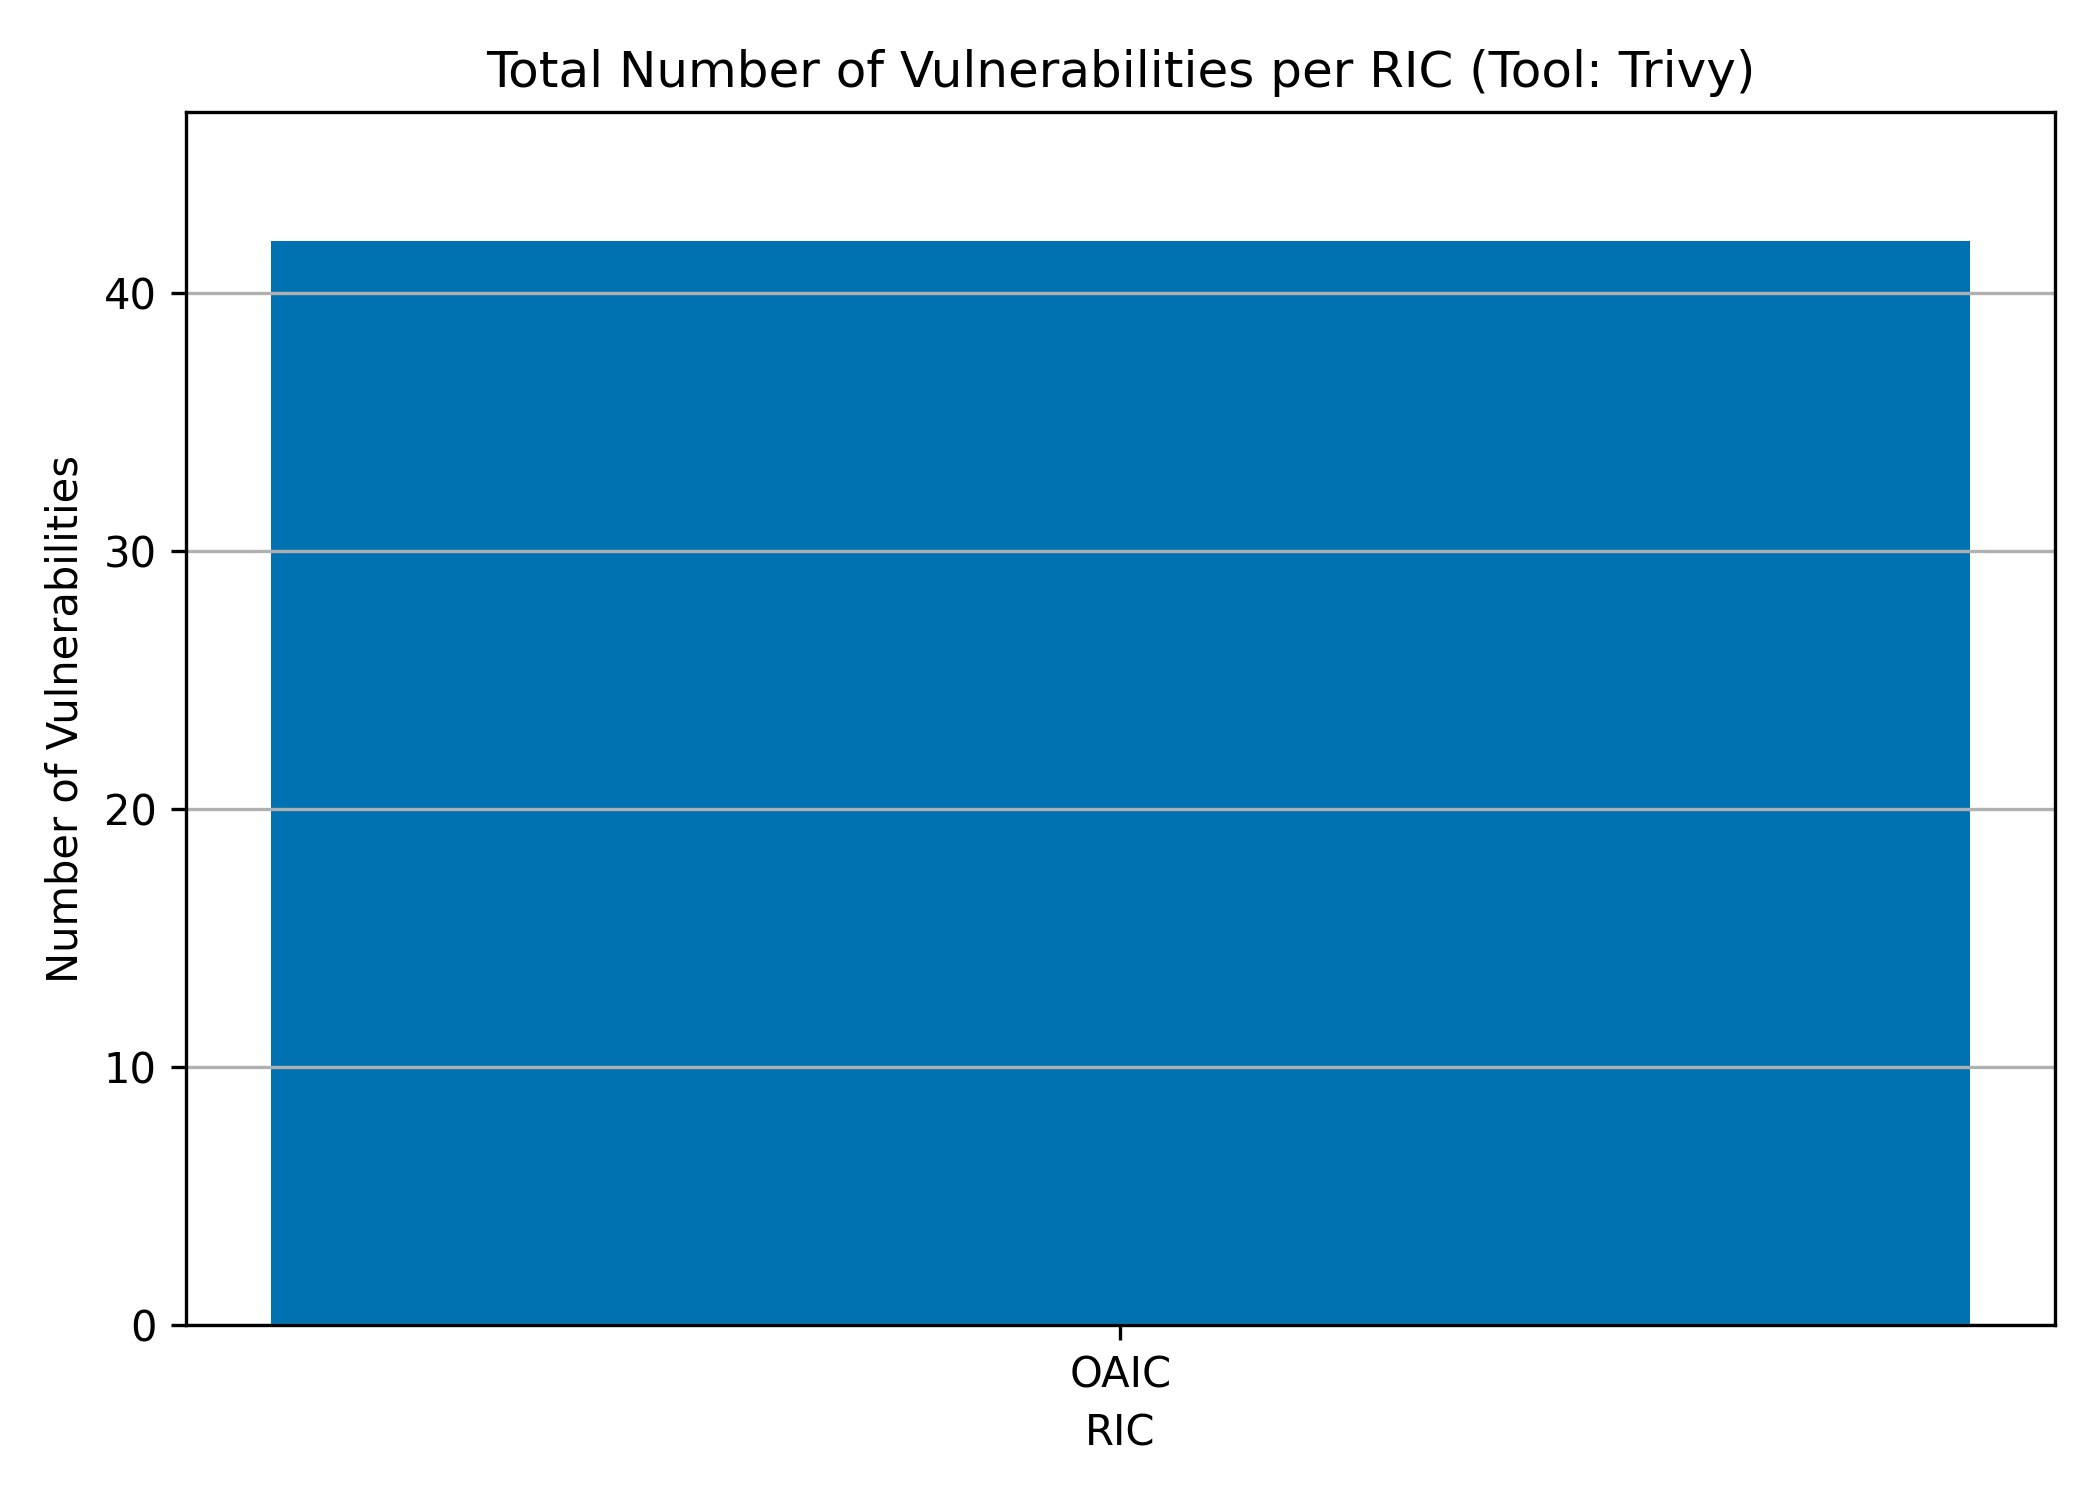 Total Number of Vulnerabilities per RIC (Tool: Trivy)
Number of Vulnerabilities
40
30
20
10
0
OAIC
RIC